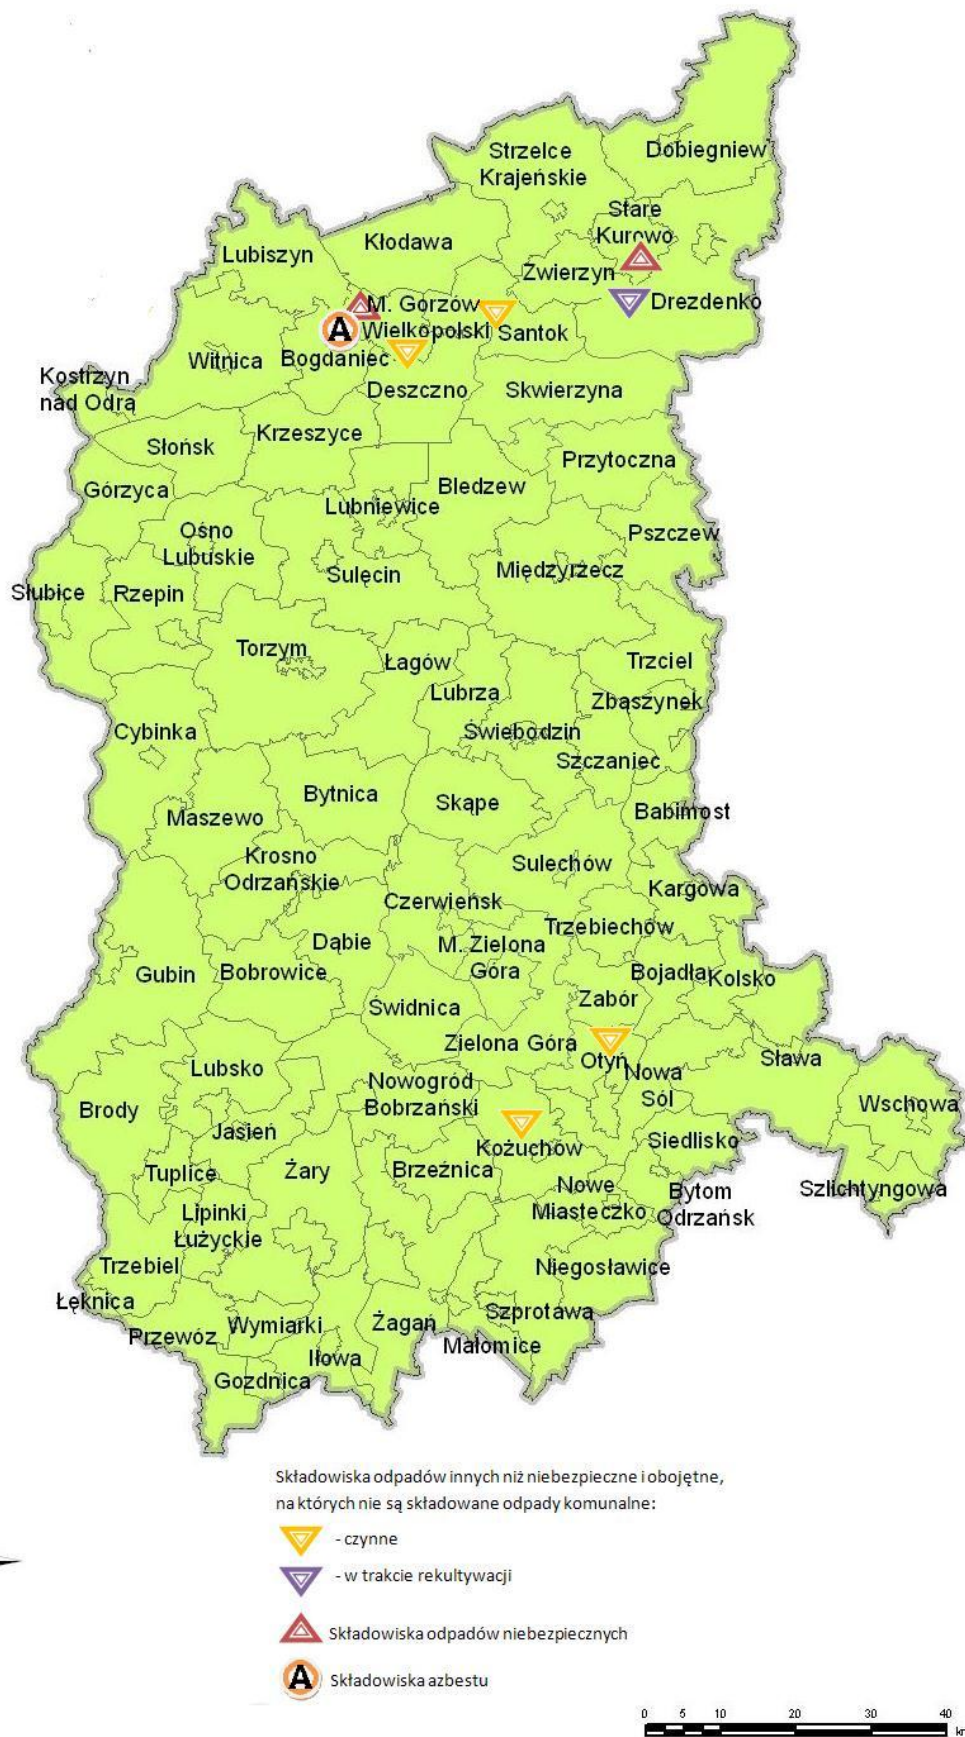 Strzelce
Krajeńskie
Dobiegniew
Stare
Kurowo
Kłodawa
Lubiszyn
Zwierzyn
Drezdenko
M. Gorzów
Wielkopolski
Santok
A
Witnica
Bogdaniec
Kostrzyn
nad Odrą
Deszczno
Skwierzyna
Krzeszyce
Słońsk
Przytoczna
Górzyca
Bledzew
Lubniewice
Ośno
Lubuskie
Pszczew
Sulęcin
Międzyrzecz
Słubice
Rzepin
Torzym
Łagów
Trzciel
Lubrza
Zbąszynek
Cybinka
Świebodzin
Szczaniec
Bytnica
Skąpe
Maszewo
Babimost
Krosno
Odrzańskie
Sulechów
Kargowa
Czerwieńsk
Trzebiechów
Dąbie
M. Zielona
Góra
Gubin
Bobrowice
Bojadła
Kolsko
Zabór
Świdnica
Zielona Góra
Otyń
Sława
Lubsko
Nowa
Sól
Nowogród
Bobrzański
Brody
Wschowa
Jasień
Kożuchów
Siedlisko
Tuplice
Żary
Brzeźnica
Nowe
Miasteczko
Bytom
Odrzańsk
Szlichtyngowa
Lipinki
Łużyckie
Trzebiel
Niegosławice
Łęknica
Szprotawa
Przewóz
Wymiarki
Żagań
Małomice
Iłowa
Gozdnica
Składowiska odpadów innych niż niebezpieczne i obojętne,
na których nie są składowane odpady komunalne:
- czynne
- w trakcie rekultywacji
Składowiska odpadów niebezpiecznych
A Składowiska azbestu
0 5 10 20 30 40